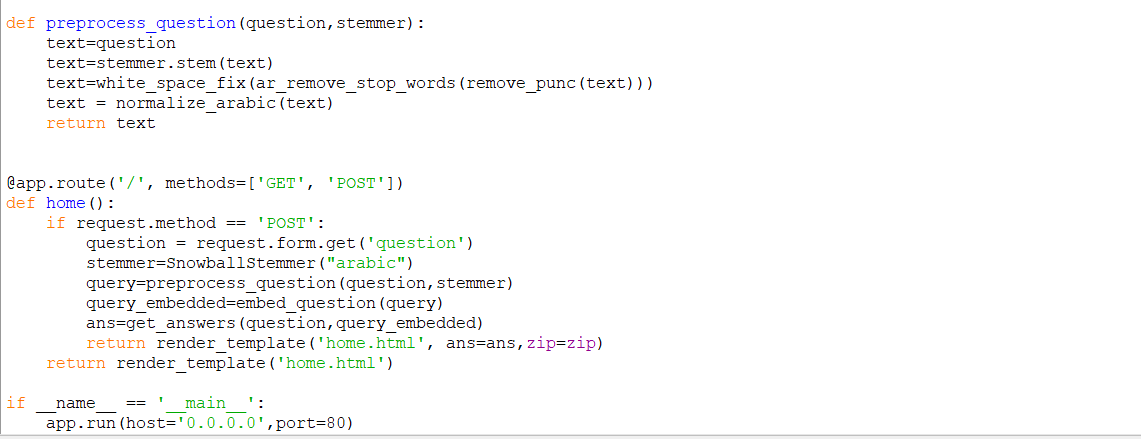 def preprocess_question(question,stemmer):
    text=question
    text=stemmer.stem(text)
    text=white_space_fix(ar_remove_stop_words(remove_punc(text)))
    text = normalize_arabic(text)
    return text
@app.route('/', methods=['GET', 'POST'])
def home():
    if request.method == 'POST':
        question = request.form.get('question')
        stemmer=SnowballStemmer("arabic")
        query=preprocess_question(question,stemmer)
        query_embedded=embed_question(query)
        ans=get_answers(question,query_embedded)
        return render_template('home.html', ans=ans,zip=zip)
    return render_template('home.html')
if __name__ == '__main__':
    app.run(host='0.0.0.0',port=80)